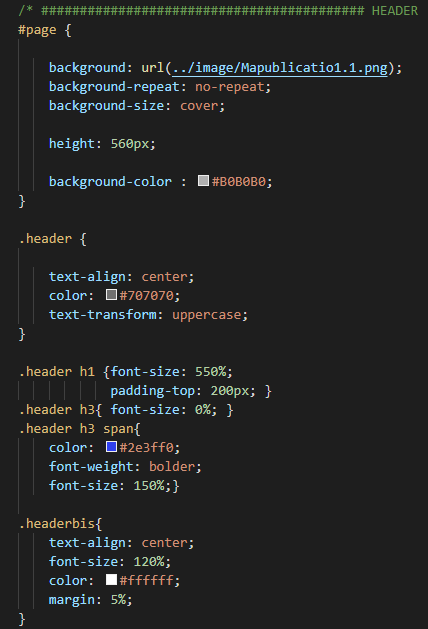 /* ########################################## HEADER
#page {
background: url(../image/Mapublicatio1.1.png);
background-repeat: no-repeat;
background-size: cover;
height: 560px;
background-color : #B0B0B0;
}
.header {
text-align: center;
color: #707070;
text-transform: uppercase;
}
.header h1 {font-size: 550%;
padding-top: 200px; }
.header h3{ font-size: 0%; }
.header h3 span{
color: #2e3ff0;
font-weight: bolder;
font-size: 150%;}
.headerbis{
text-align: center;
font-size: 120%;
color: #ffffff;
margin: 5%;
}